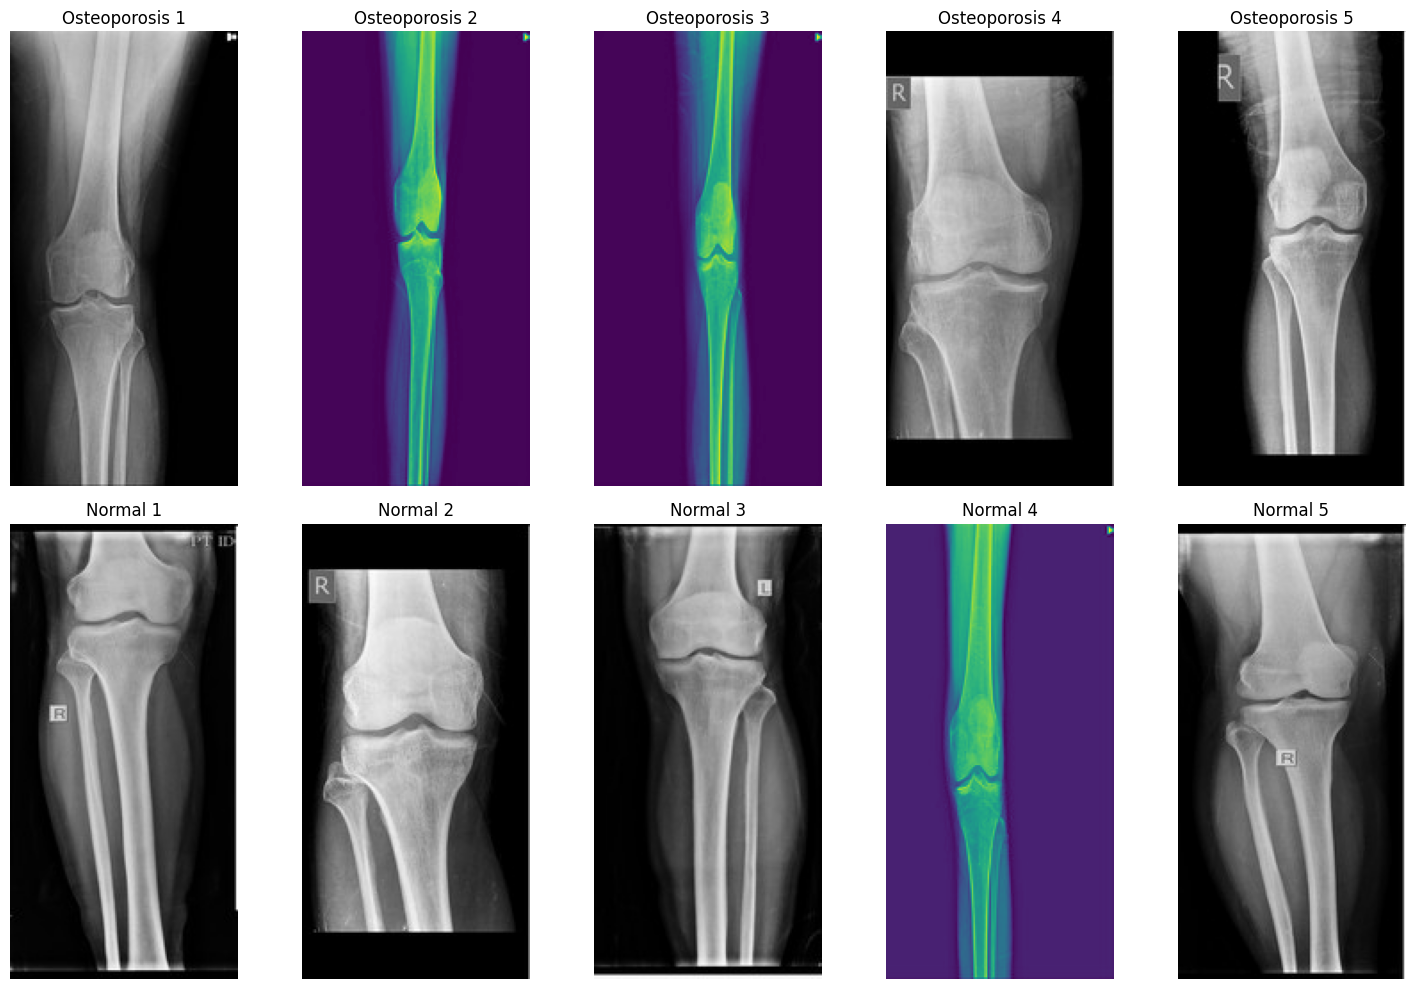 Osteoporosis 1
Osteoporosis 2
Osteoporosis 3
Osteoporosis 4
Osteoporosis 5
R
R
Normal 1
Normal 2
Normal 3
Normal 4
Normal 5
PT ID
R
R
L
R